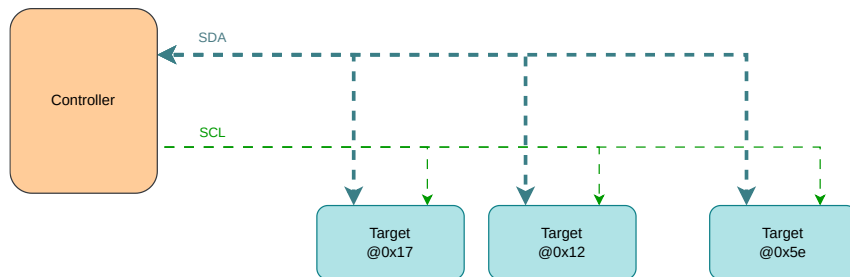 SDA
Controller
SCL
Target
@0x17
Target
@0x12
Target
@0x5e